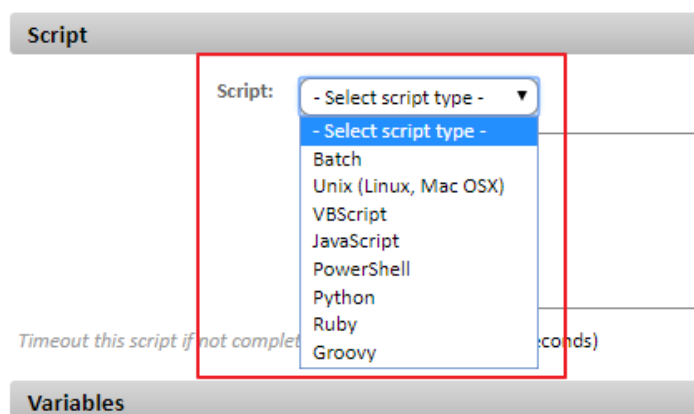 Script
Script:
- Select script type -
- Select script type -
Batch
Unix (Linux, Mac OSX)
VBScript
JavaScript
PowerShell
Python
Ruby
Timeout this script if not complet econds)
Groovy
Variables